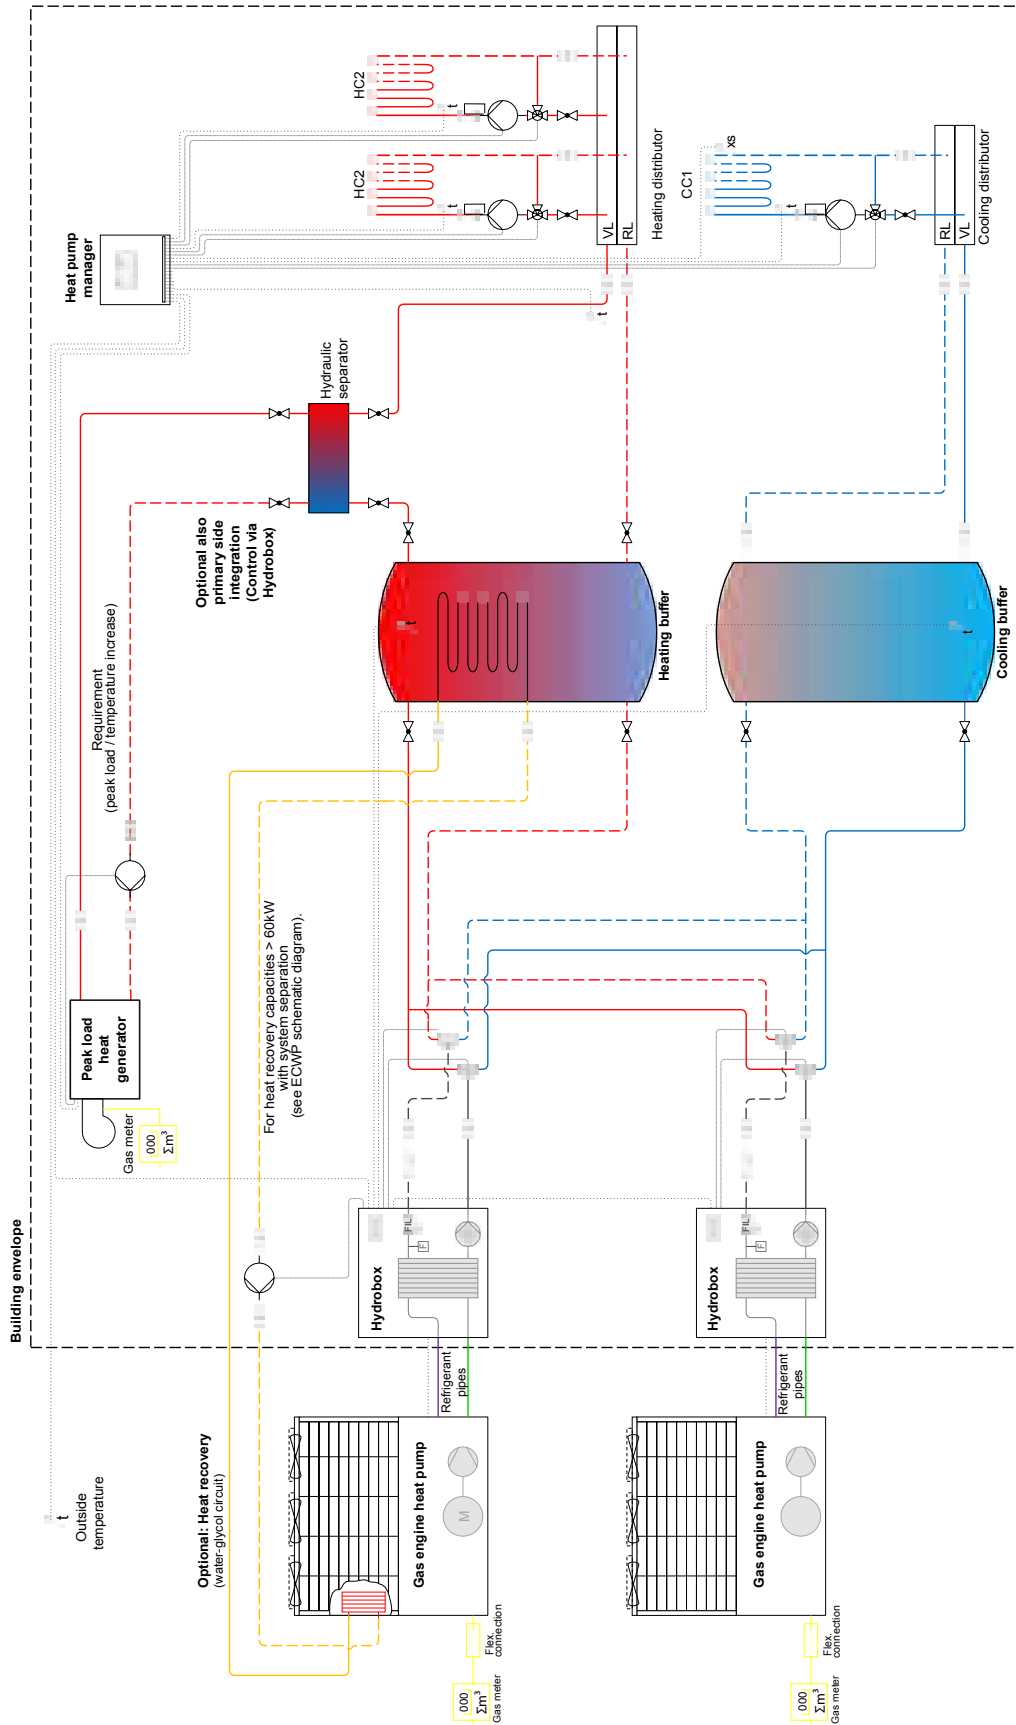 Building envelope
Outside
temperature
Heat pump
manager
HC2
HC2
t
t
VL
RL
Heating distributor
CC1
xs
t
RL
VL
Cooling distributor
t
Hydraulic
separator
Optional also
primary side
integration
(Control via
Hydrobox)
Requirement
(peak load / temperature increase)
Peak load
heat
generator
Gas meter
000
Σm³
t
Heating buffer
t
Cooling buffer
For heat recovery capacities > 60kW
with system separation
(see ECWP schematic diagram).
FIL
F
Hydrobox
F
Hydrobox
Refrigerant
pipes
Refrigerant
pipes
t
Optional: Heat recovery
(water-glycol circuit)
Gas engine heat pump
M
Gas engine heat pump
Flex.
connection
000
Σm³
Gas meter
Flex.
connection
000
Σm³
Gas meter